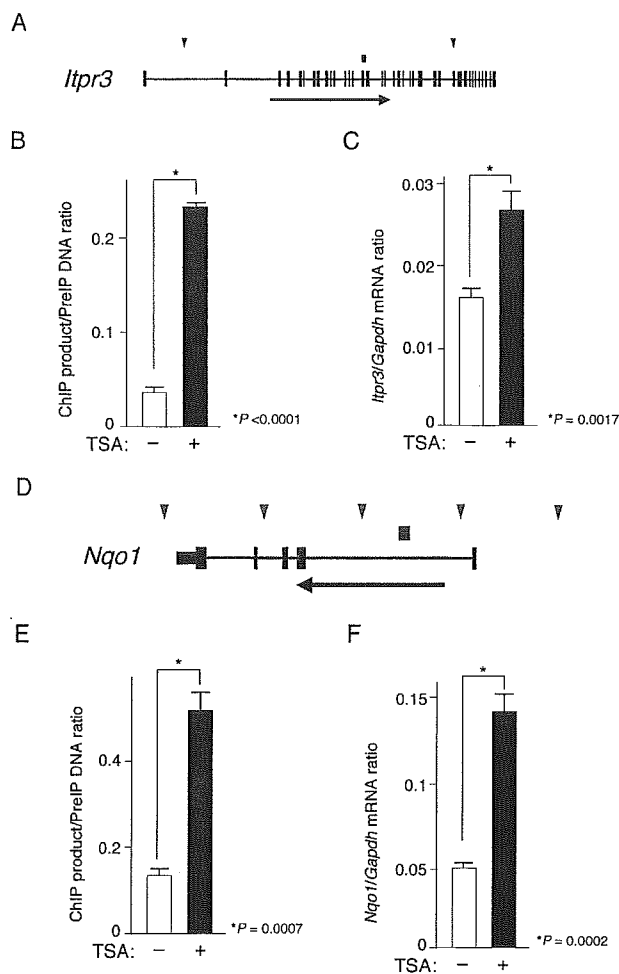 A
Itpr3
B
C
*
*
ChIP product/PreIP DNA ratio
0.2
0.1
0
Itpr3/Gapdh mRNA ratio
0.03
0.02
0.01
0
*P <0.0001
*P = 0.0017
TSA: – +
TSA: – +
D
Nqo1
E
F
*
*
ChIP product/PreIP DNA ratio
0.4
0.2
0
Nqo1/Gapdh mRNA ratio
0.15
0.1
0.05
0
*P = 0.0007
*P = 0.0002
TSA: – +
TSA: – +